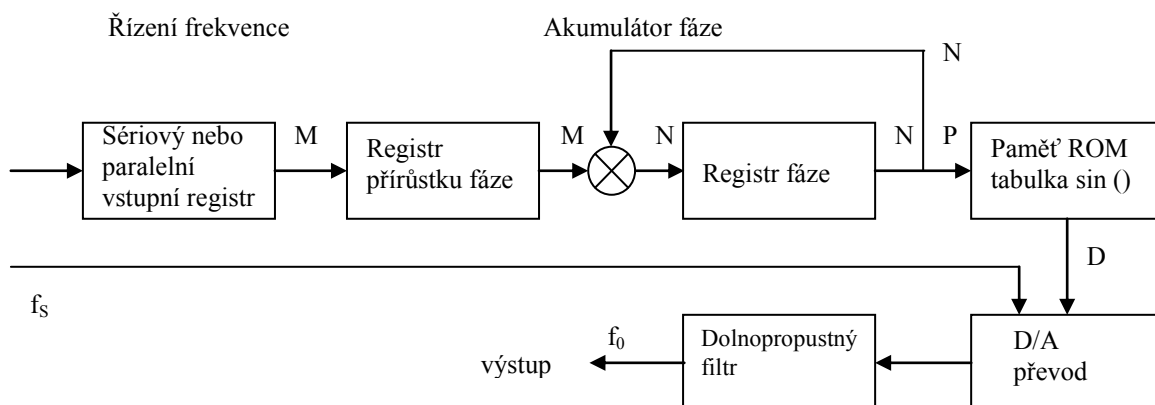 Řízení frekvence
Akumulátor fáze
N
Sériový nebo
paralelní
vstupní registr
M
Registr
přírůstku fáze
M
N
Registr fáze
N
P
Paměť ROM
tabulka sin ()
D
fS
D/A
převod
Dolnopropustný
filtr
f0
výstup